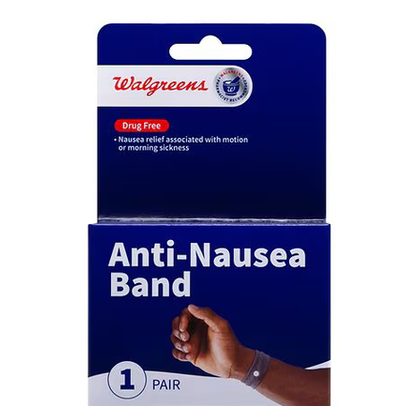 Walgreens
Drug Free
• Nausea relief associated with motion
or morning sickness
Anti-Nausea
Band
1 PAIR